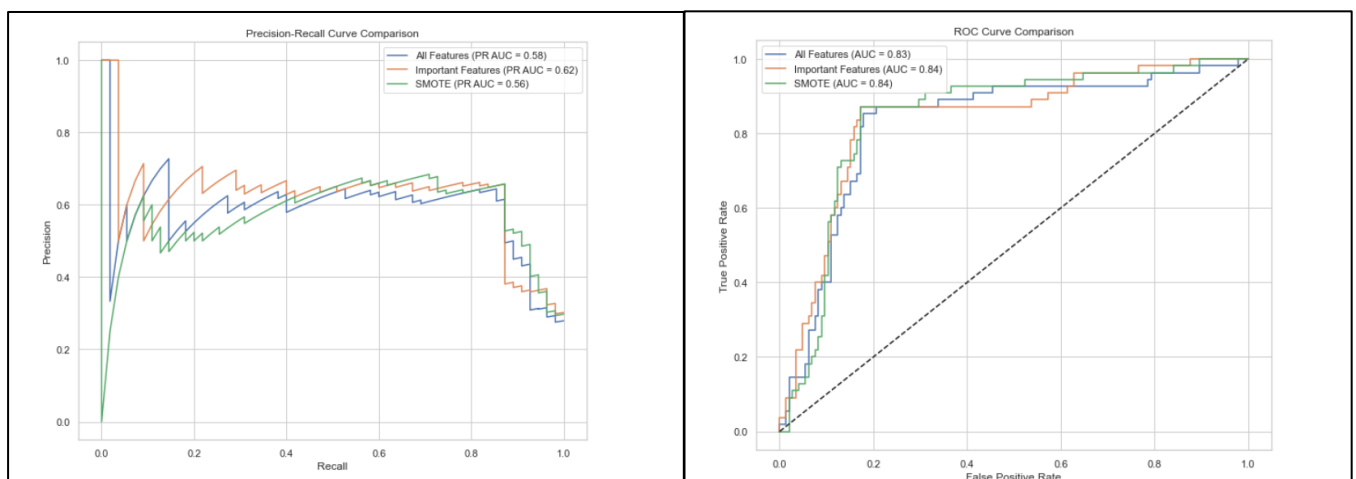 Precision-Recall Curve Comparison
All Features (PR AUC = 0.58)
Important Features (PR AUC = 0.62)
SMOTE (PR AUC = 0.56)
1.0
0.8
0.6
0.4
0.2
0.0
Precision
0.0 0.2 0.4 0.6 0.8 1.0
Recall
ROC Curve Comparison
All Features (AUC = 0.83)
Important Features (AUC = 0.84)
SMOTE (AUC = 0.84)
1.0
0.8
0.6
0.4
0.2
0.0
True Positive Rate
0.0 0.2 0.4 0.6 0.8 1.0
False Positive Rate